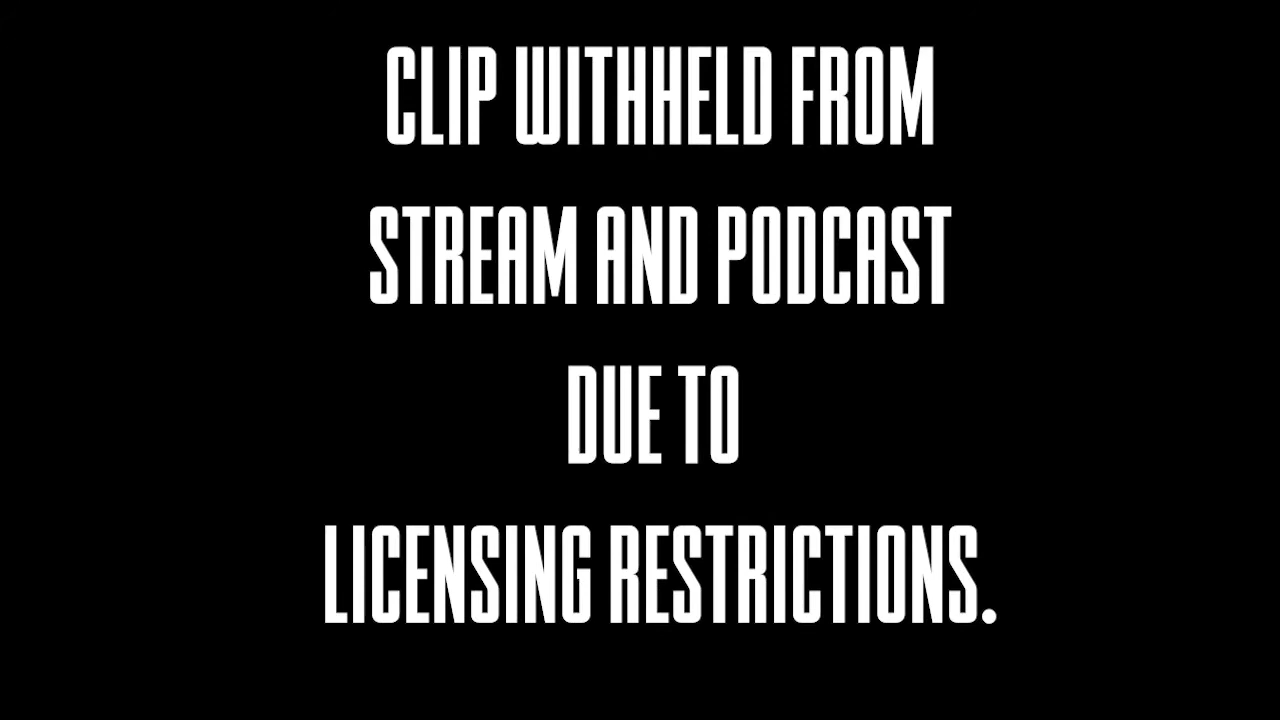 CLIP WITHHELD FROM
STREAM AND PODCAST
DUE TO
LICENSING RESTRICTIONS.